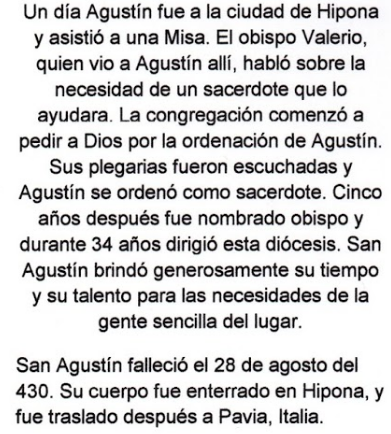 Un día Agustín fue a la ciudad de Hipona
y asistió a una Misa. El obispo Valerio,
quien vio a Agustín allí, habló sobre la
necesidad de un sacerdote que lo
ayudara. La congregación comenzó a
pedir a Dios por la ordenación de Agustín.
Sus plegarias fueron escuchadas y
Agustín se ordenó como sacerdote. Cinco
años después fue nombrado obispo y
durante 34 años dirigió esta diócesis. San
Agustín brindó generosamente su tiempo
y su talento para las necesidades de la
gente sencilla del lugar.
San Agustín falleció el 28 de agosto del
430. Su cuerpo fue enterrado en Hipona, y
fue traslado después a Pavia, Italia.